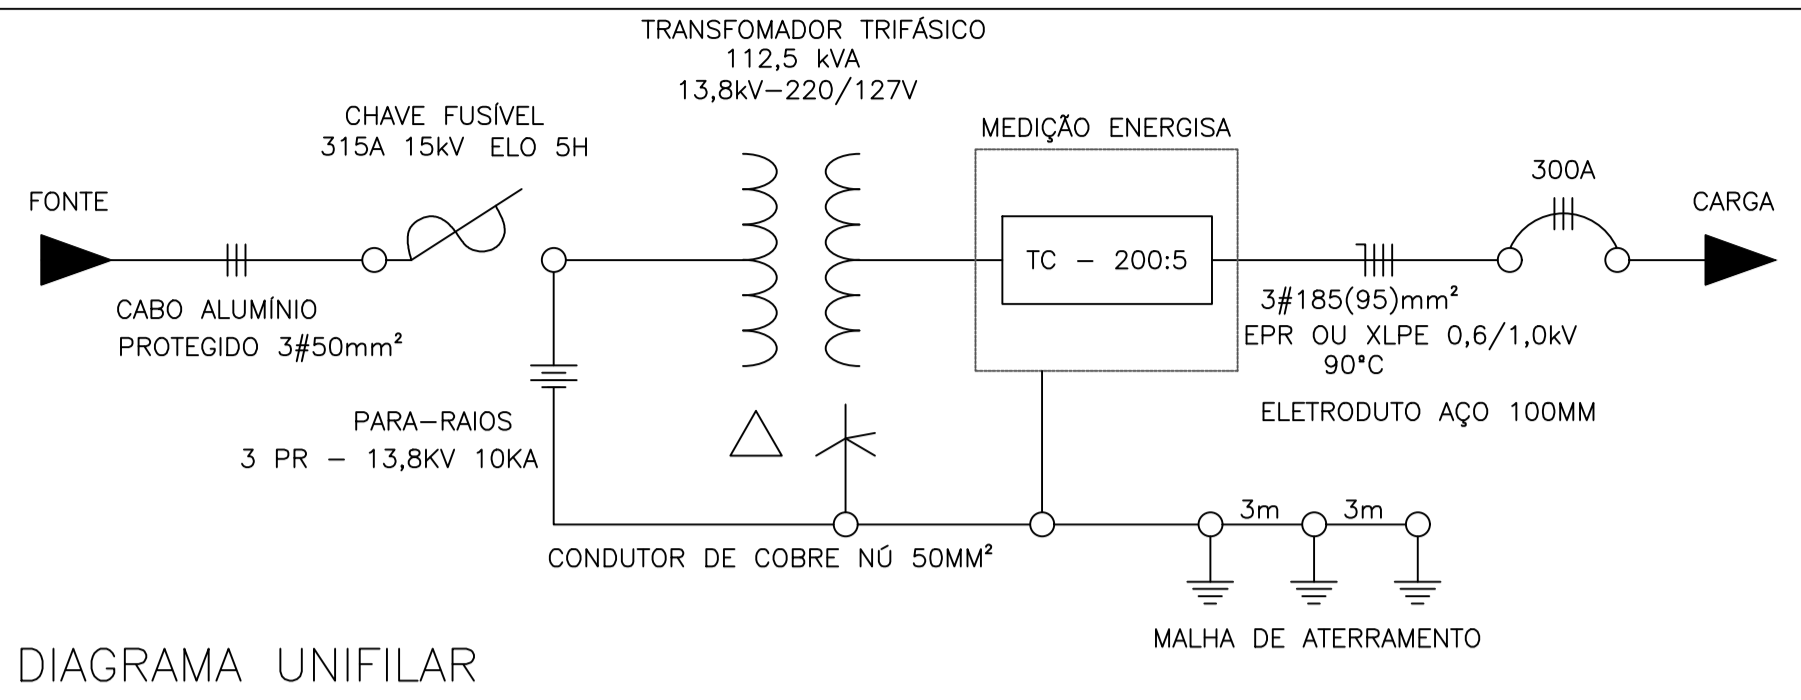 TRANSFOMADOR TRIFÁSICO
112,5 kVA
13,8kV-220/127V
CHAVE FUSÍVEL
315A 15kV ELO 5H
MEDIÇÃO ENERGISA
300A
FONTE
CARGA
TC - 200:5
CABO ALUMÍNIO
PROTEGIDO 3#50mm²
3#185(95)mm²
EPR OU XLPE 0,6/1,0kV
90°C
ELETRODUTO AÇO 100MM
PARA-RAIOS
3 PR - 13,8KV 10KA
3m
3m
CONDUTOR DE COBRE NÚ 50MM²
MALHA DE ATERRAMENTO
DIAGRAMA UNIFILAR